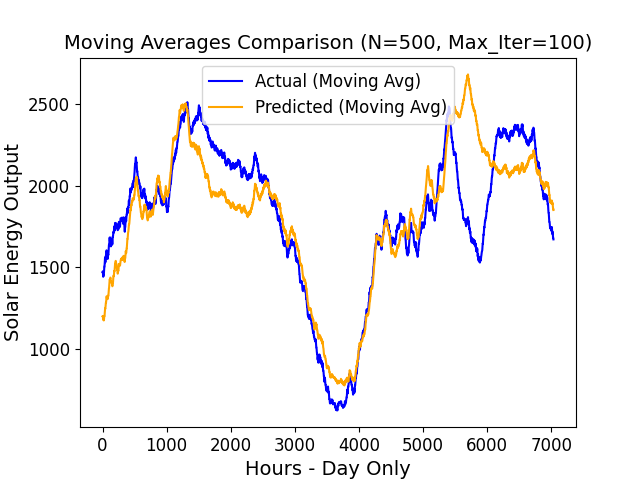 Moving Averages Comparison (N=500, Max_Iter=100)
Actual (Moving Avg)
Predicted (Moving Avg)
Solar Energy Output
2500
2000
1500
1000
0 1000 2000 3000 4000 5000 6000 7000
Hours - Day Only